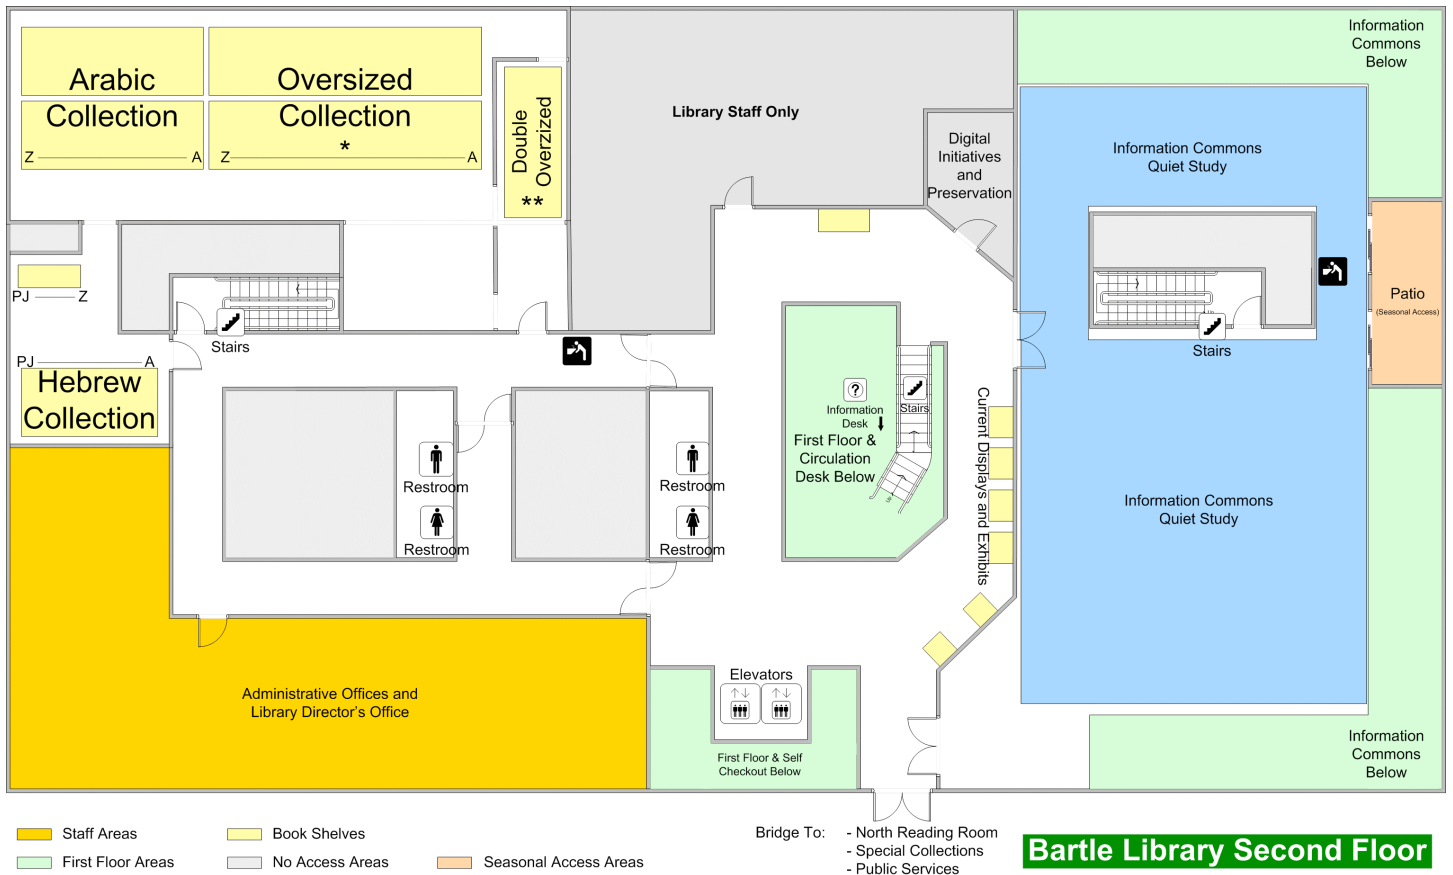 Arabic
Collection
Z A
Oversized
Collection
*
Z A
Double
Overzized
**
Library Staff Only
Digital
Initiatives
and
Preservation
Information
Commons
Below
Information Commons
Quiet Study
Patio
(Seasonal Access)
Stairs
PJ Z
PJ A
Hebrew
Collection
Stairs
Restroom
Restroom
Restroom
Restroom
?
Information
Desk
First Floor &
Circulation
Desk Below
Stairs
Up
Current Displays and Exhibits
Information Commons
Quiet Study
Administrative Offices and
Library Director's Office
Elevators
First Floor & Self
Checkout Below
Information
Commons
Below
Staff Areas
First Floor Areas
Book Shelves
No Access Areas
Seasonal Access Areas
Bridge To: - North Reading Room
- Special Collections
- Public Services
Bartle Library Second Floor